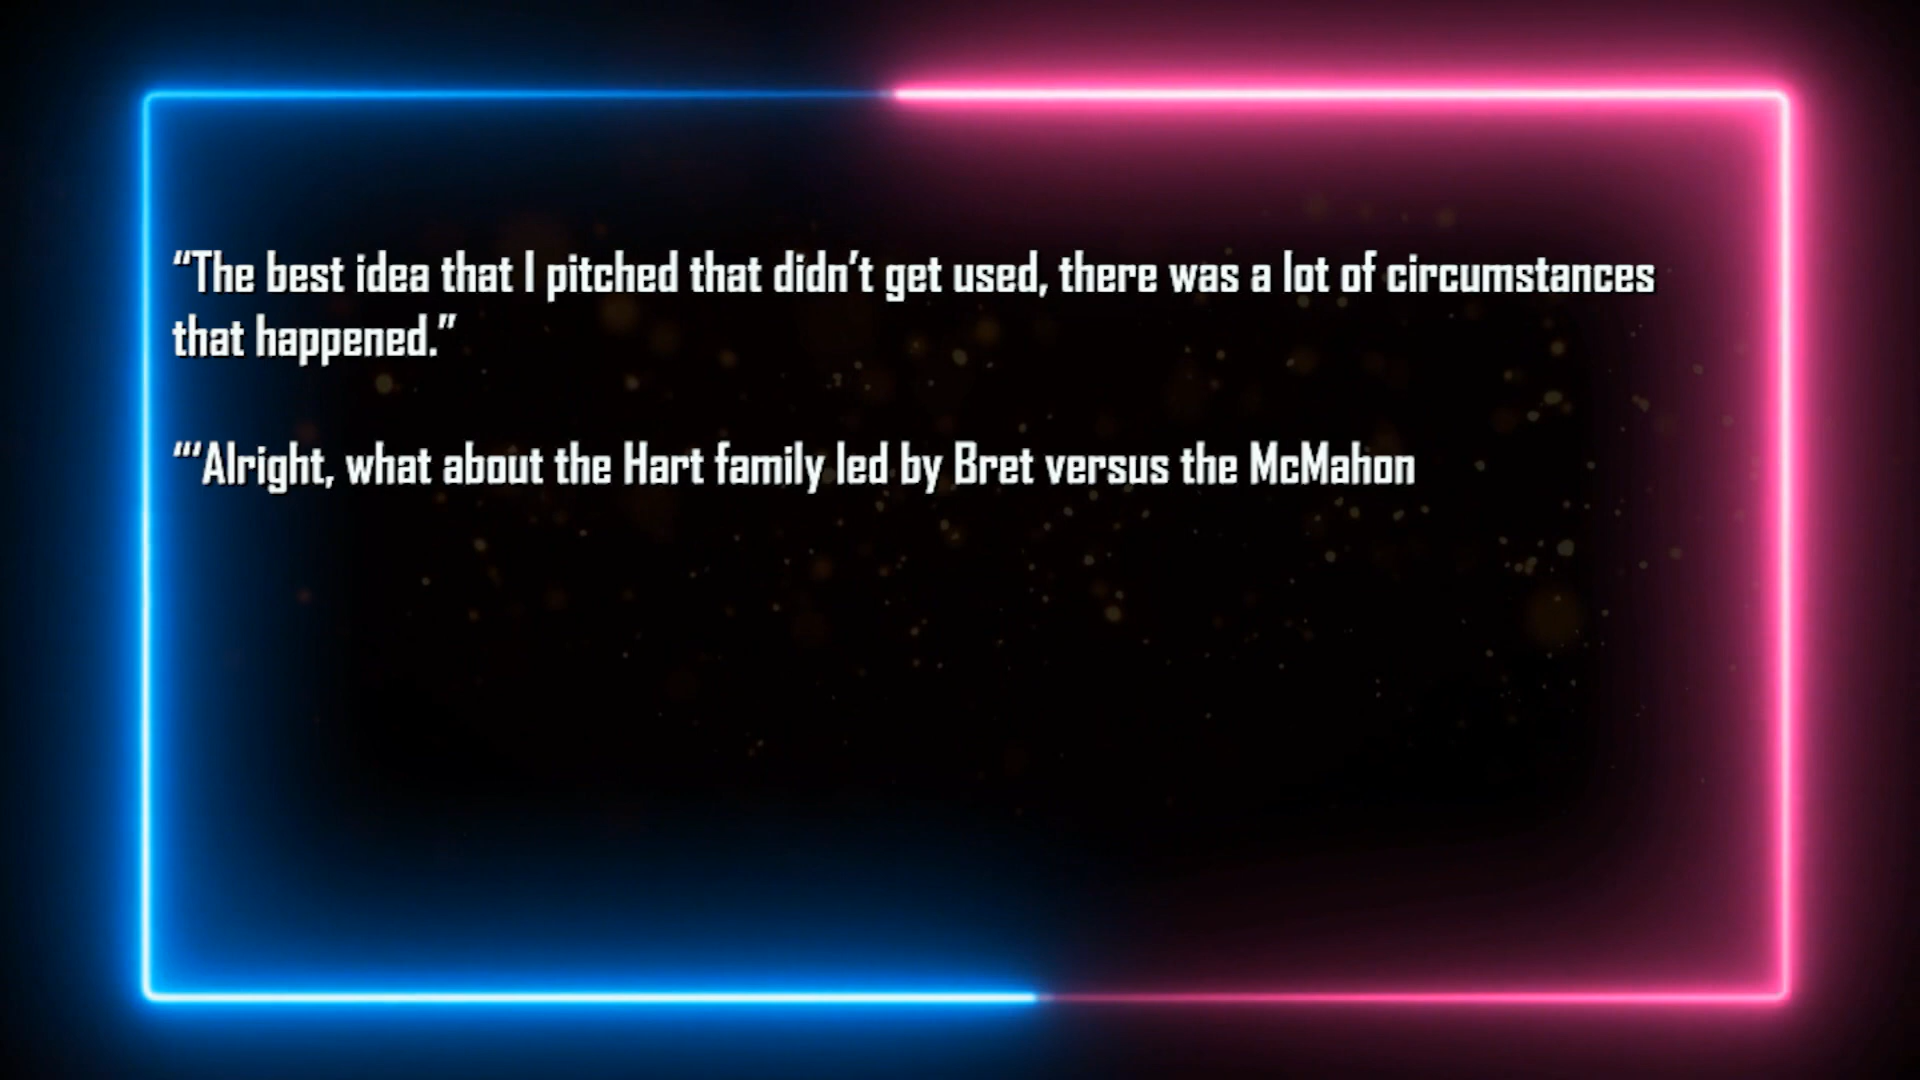 “The best idea that I pitched that didn’t get used, there was a lot of circumstances
that happened.”
“‘Alright, what about the Hart family led by Bret versus the McMahon